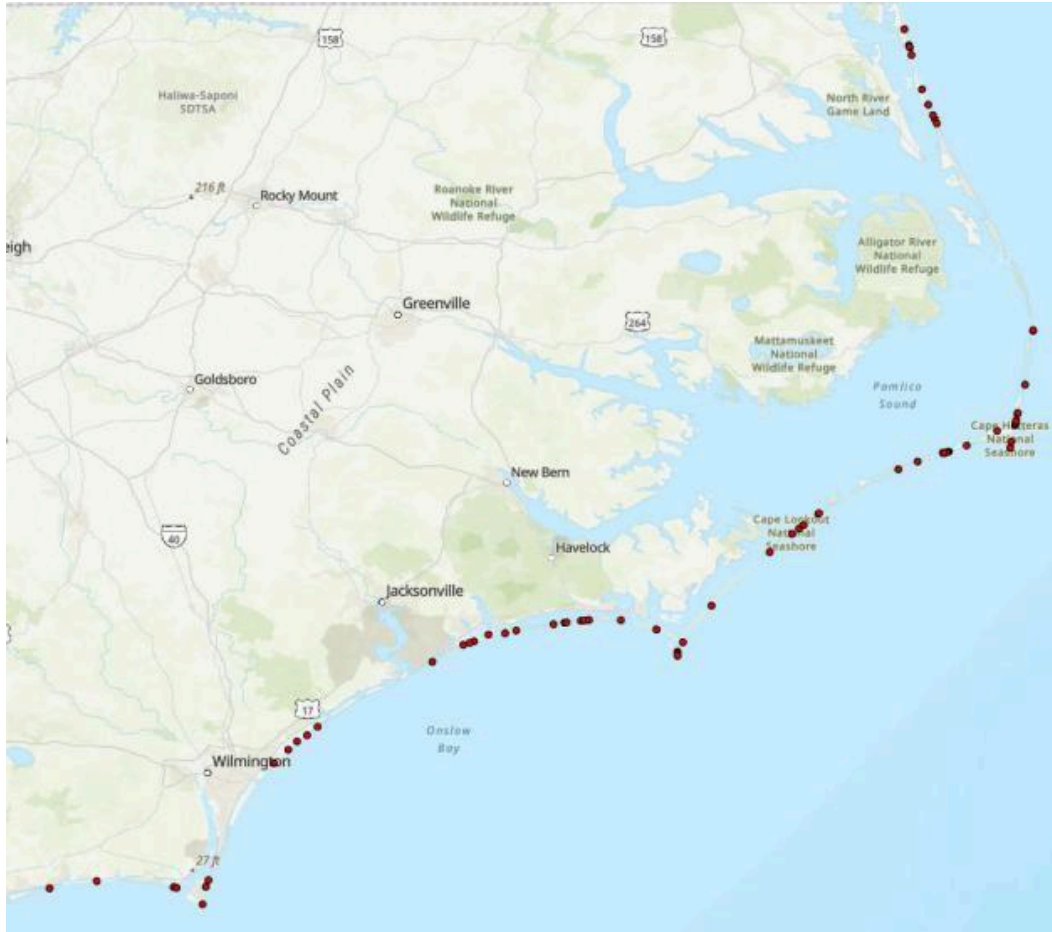 158
158
Haliwa-Saponi
SDTSA
North River
Game Land
216 ft
Rocky Mount
Roanoke River
National
Wildlife Refuge
eigh
Alligator River
National
Wildlife Refuge
Greenville
264
Mattamuskeet
National
Wildlife Refuge
Goldsboro
Coastal Plain
Pamlico
Sound
Cape Hatteras
National
Seashore
New Bern
40
Cape Lookout
National
Seashore
Havelock
Jacksonville
17
Onslow
Bay
Wilmington
27 ft